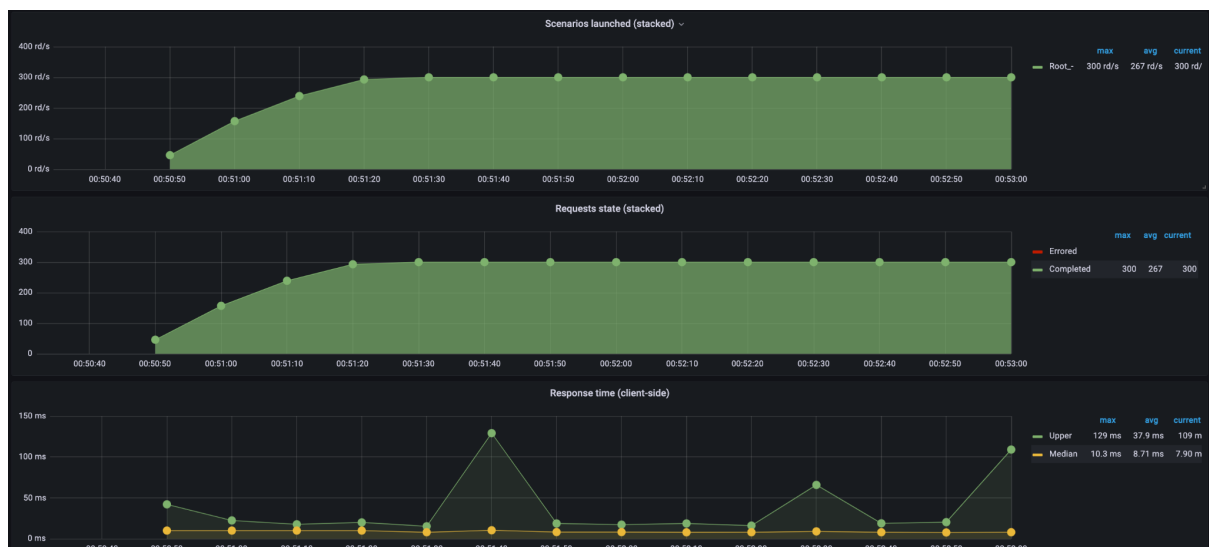 Scenarios launched (stacked)
400 rd/s
300 rd/s
200 rd/s
100 rd/s
0 rd/s
00:50:40 00:50:50 00:51:00 00:51:10 00:51:20 00:51:30 00:51:40 00:51:50 00:52:00 00:52:10 00:52:20 00:52:30 00:52:40 00:52:50 00:53:00
max avg current
Root_- 300 rd/s 267 rd/s 300 rd/
Requests state (stacked)
400
300
200
100
0
00:50:40 00:50:50 00:51:00 00:51:10 00:51:20 00:51:30 00:51:40 00:51:50 00:52:00 00:52:10 00:52:20 00:52:30 00:52:40 00:52:50 00:53:00
max avg current
Errored
Completed 300 267 300
Response time (client-side)
150 ms
100 ms
50 ms
0 ms
max avg current
Upper 129 ms 37.9 ms 109 m
Median 10.3 ms 8.71 ms 7.90 m